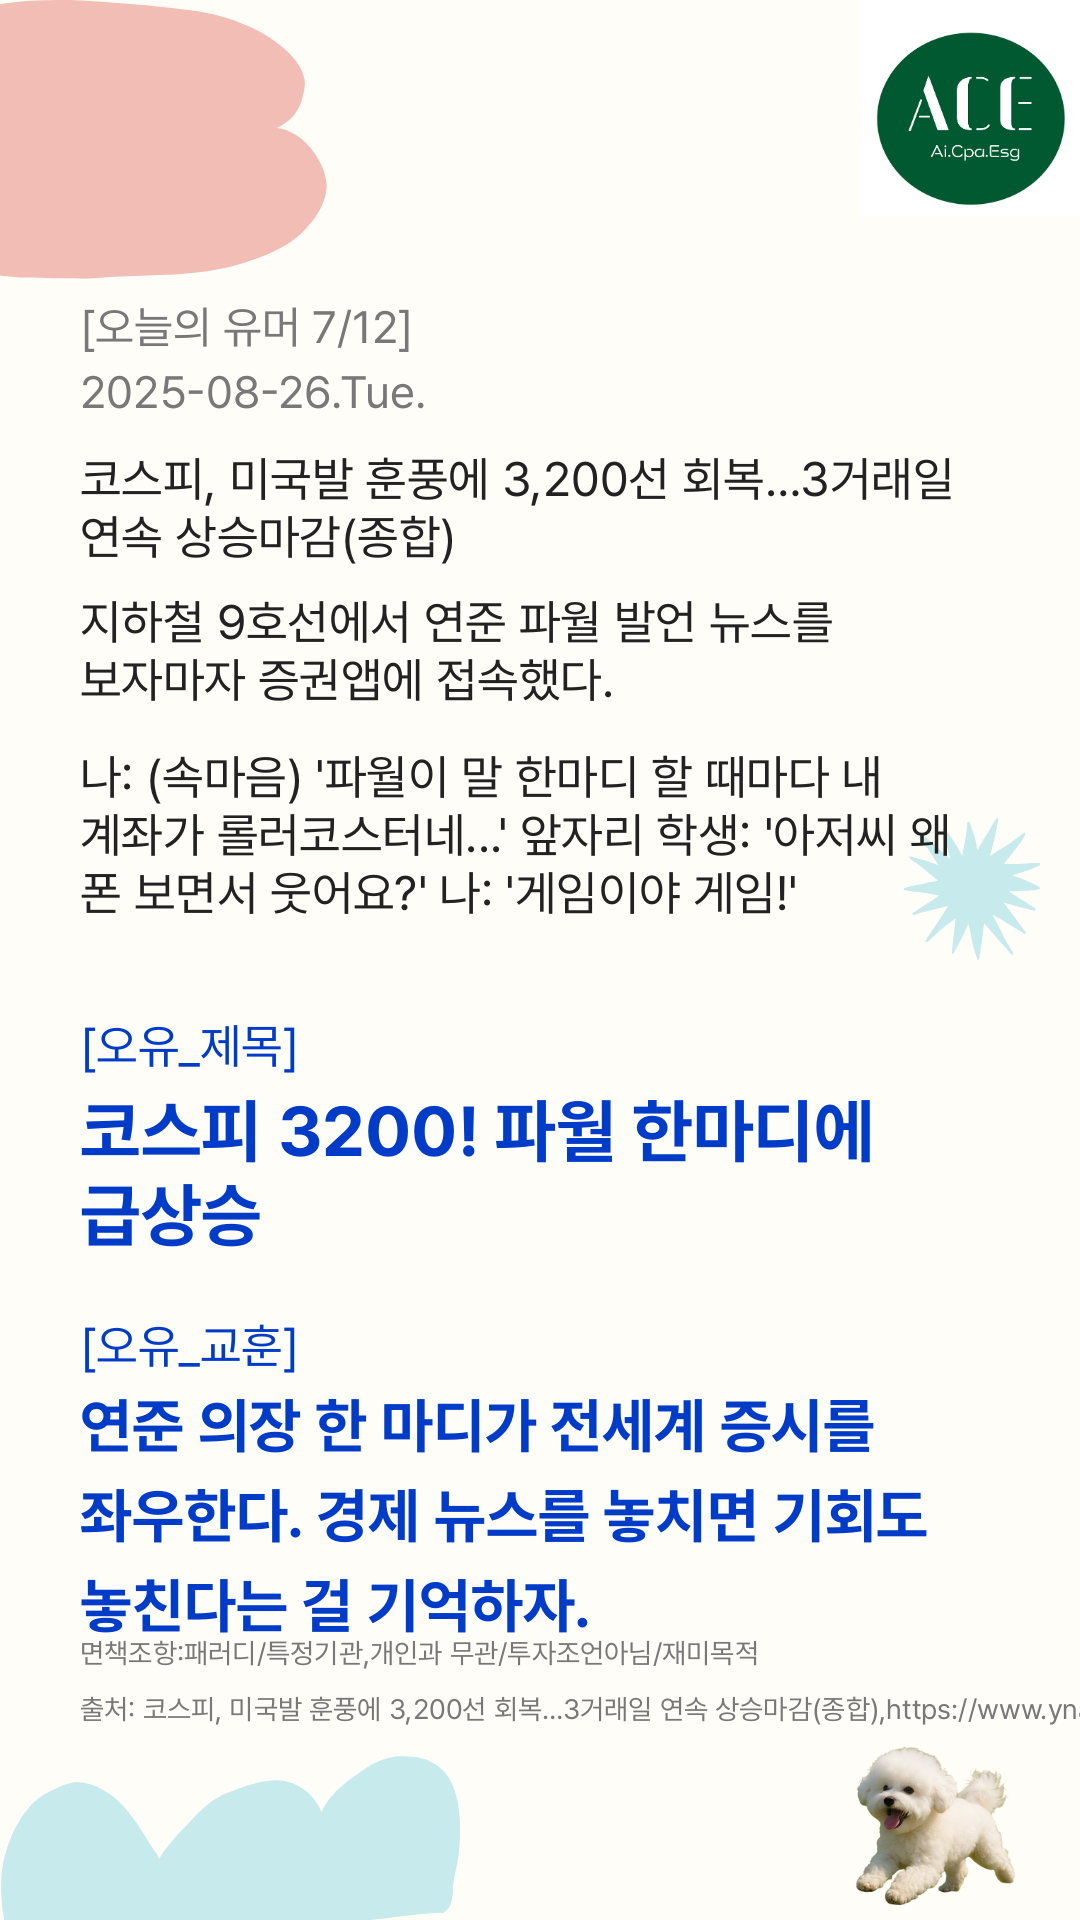 ACE
Ai.Cpa.Esg
[오늘의 유머 7/12]
2025-08-26.Tue.
코스피, 미국발 훈풍에 3,200선 회복...3거래일
연속 상승마감(종합)
지하철 9호선에서 연준 파월 발언 뉴스를
보자마자 증권앱에 접속했다.
나: (속마음) '파월이 말 한마디 할 때마다 내
계좌가 롤러코스터네...' 앞자리 학생: '아저씨 왜
폰 보면서 웃어요?' 나: '게임이야 게임!'
[오유_제목]
코스피 3200! 파월 한마디에
급상승
[오유_교훈]
연준 의장 한 마디가 전세계 증시를
좌우한다. 경제 뉴스를 놓치면 기회도
놓친다는 걸 기억하자.
면책조항:패러디/특정기관,개인과 무관/투자조언아님/재미목적
출처: 코스피, 미국발 훈풍에 3,200선 회복...3거래일 연속 상승마감(종합),https://www.yna